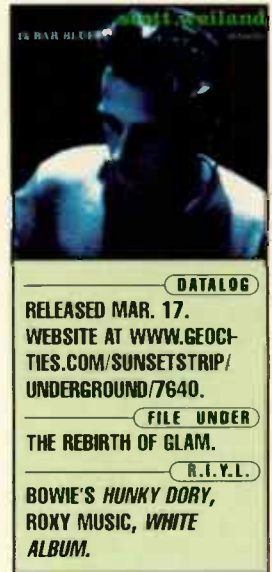 scott weiland
12 BAR BLUES
DATALOG
RELEASED MAR. 17.
WEBSITE AT WWW.GEOCI-
TIES.COM/SUNSETSTRIP/
UNDERGROUND/7640.
FILE UNDER
THE REBIRTH OF GLAM.
R.I.Y.L.
BOWIE'S HUNKY DORY,
ROXY MUSIC, WHITE
ALBUM.